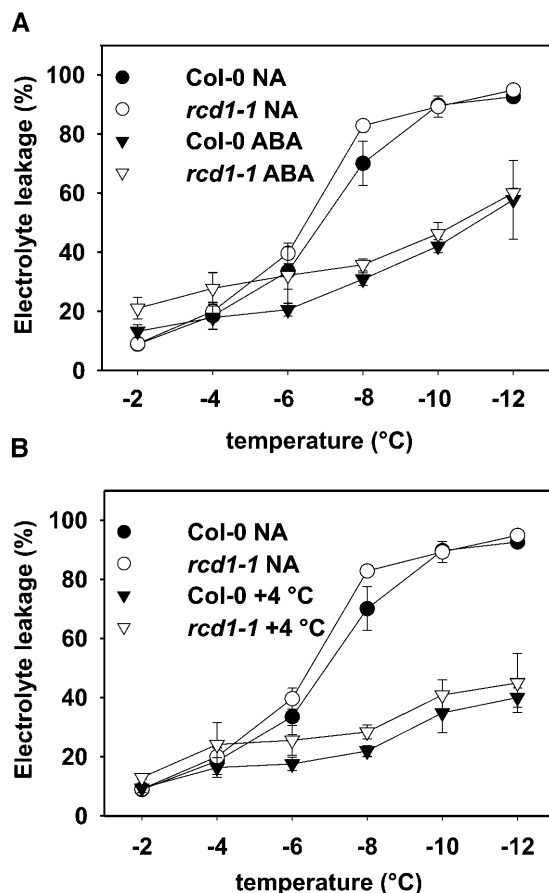 A
Electrolyte leakage (%)
100
80
60
40
20
0
Col-0 NA
rcd1-1 NA
Col-0 ABA
rcd1-1 ABA
-2 -4 -6 -8 -10 -12
temperature (°C)
B
Electrolyte leakage (%)
100
80
60
40
20
0
Col-0 NA
rcd1-1 NA
Col-0 +4 °C
rcd1-1 +4 °C
-2 -4 -6 -8 -10 -12
temperature (°C)